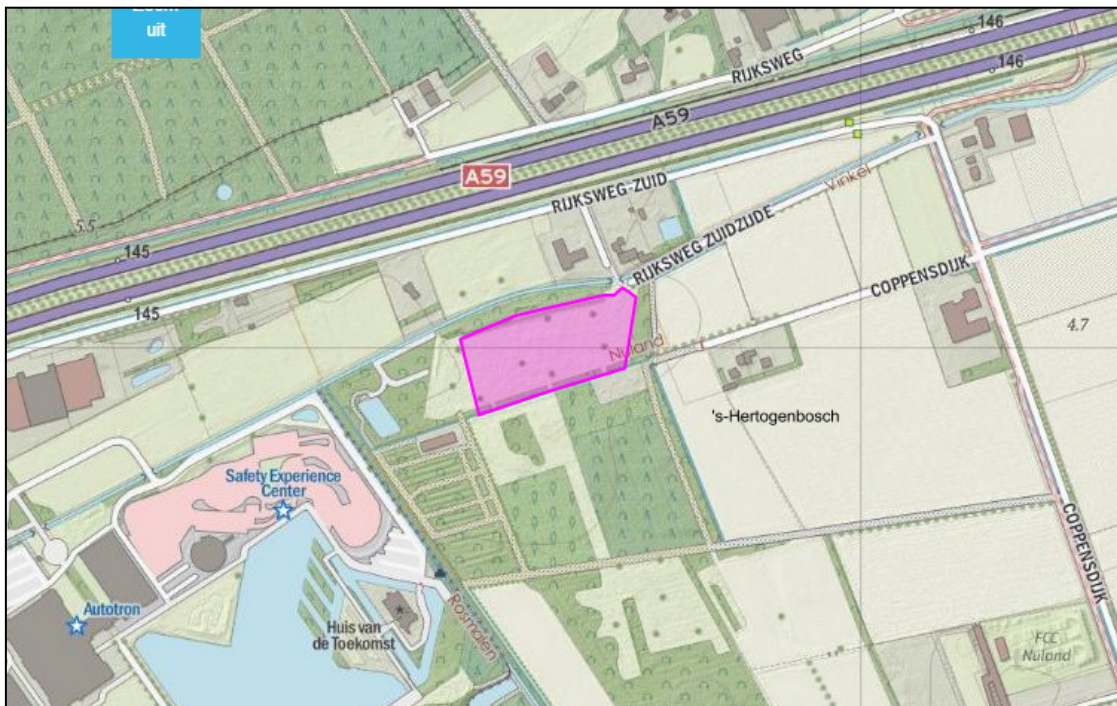 uit
146
RIJKSWEG
146
A59
A59
RIJKSWEG-ZUID
Vinkel
5.5
145
RIJKSWEG ZUIDZIJDE
COPPENSDIJK
145
4.7
Nuland
's-Hertogenbosch
Safety Experience
Center
COPPENSDIJK
Autotron
Rosmalen
Huis van
de Toekomst
FCC
Nuland